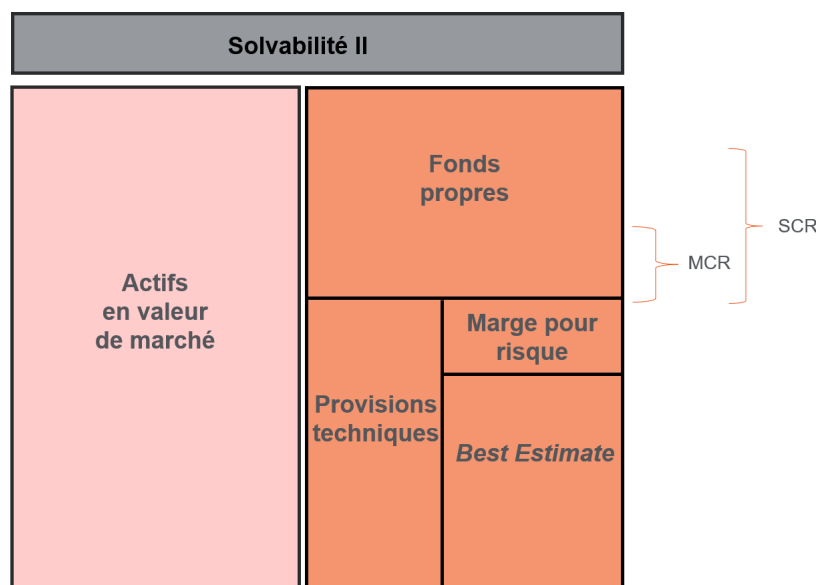 Solvabilité II
Fonds
propres
SCR
MCR
Actifs
en valeur
de marché
Marge pour
risque
Provisions
techniques
Best Estimate